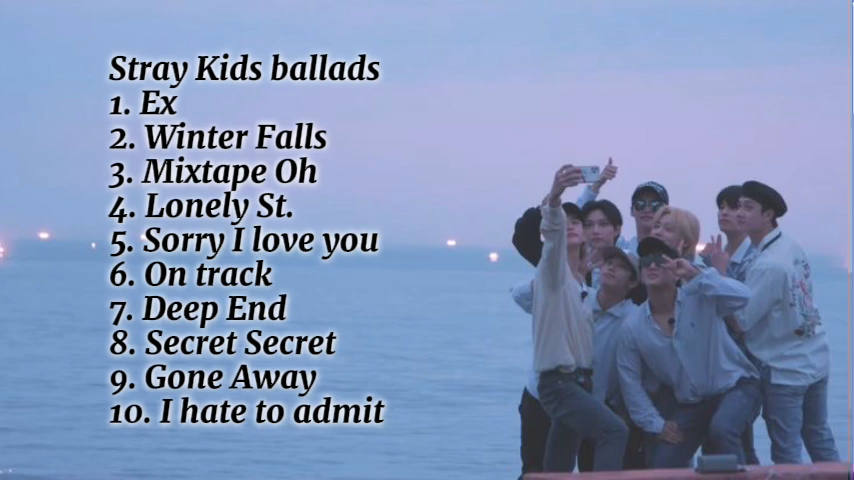 Stray Kids ballads
1. Ex
2. Winter Falls
3. Mixtape Oh
4. Lonely St.
5. Sorry I love you
6. On track
7. Deep End
8. Secret Secret
9. Gone Away
10. I hate to admit